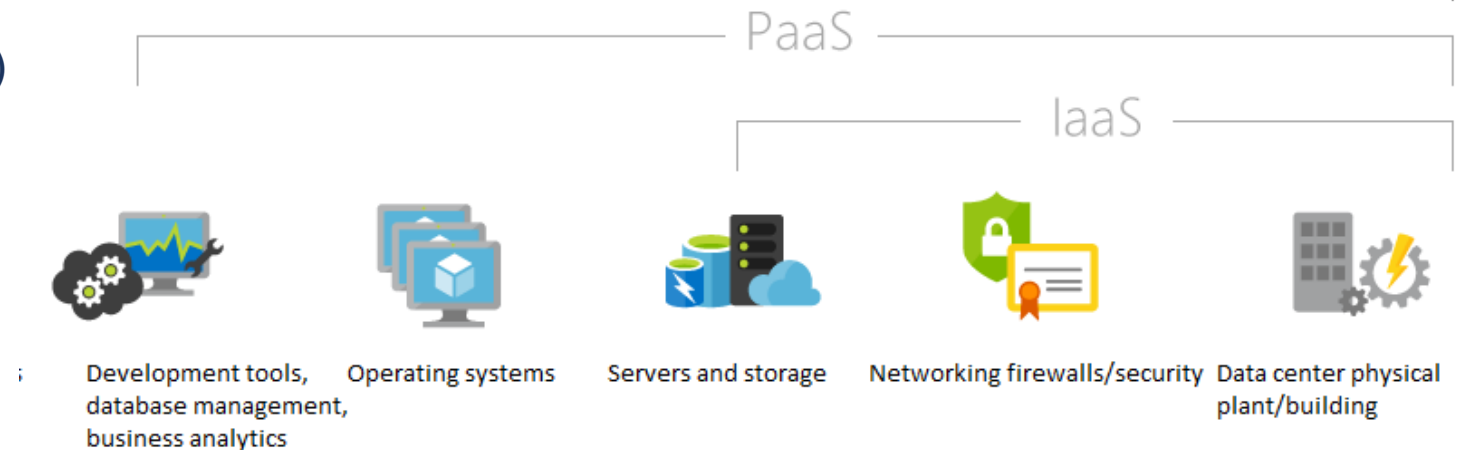 PaaS
IaaS
s
Development tools,
database management,
business analytics
Operating systems
Servers and storage
Networking firewalls/security
Data center physical
plant/building